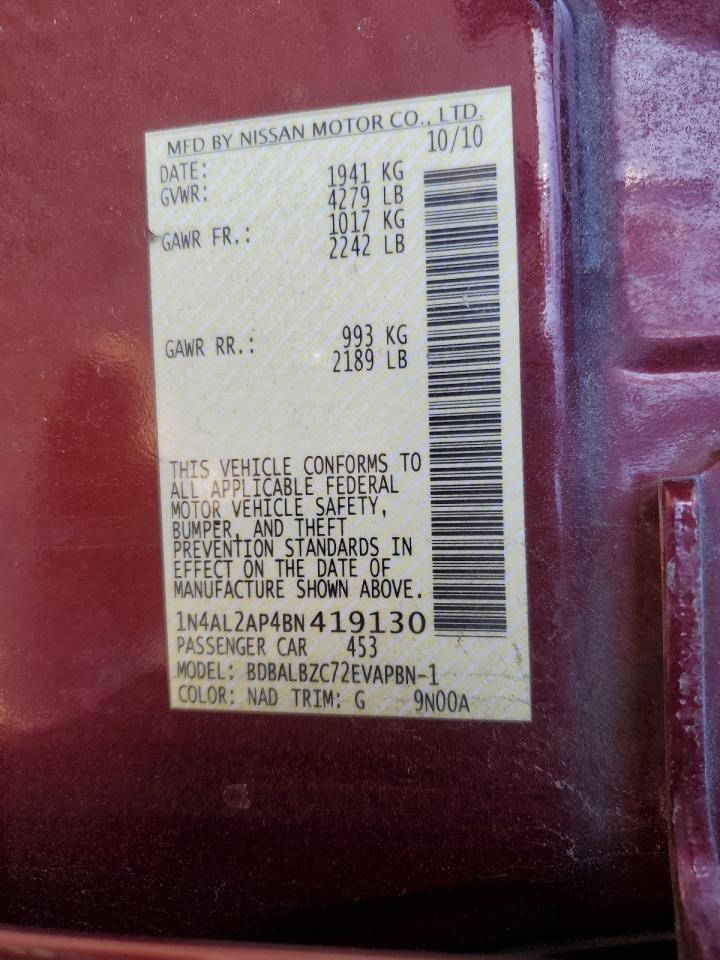 MFD BY NISSAN MOTOR CO., LTD.
DATE: 10/10
GVWR: 1941 KG
4279 LB
GAWR FR.: 1017 KG
2242 LB
GAWR RR.: 993 KG
2189 LB
THIS VEHICLE CONFORMS TO
ALL APPLICABLE FEDERAL
MOTOR VEHICLE SAFETY,
BUMPER, AND THEFT
PREVENTION STANDARDS IN
EFFECT ON THE DATE OF
MANUFACTURE SHOWN ABOVE.
1N4AL2AP4BN419130
PASSENGER CAR 453
MODEL: BDBALBZC72EVAPBN-1
COLOR: NAD TRIM: G 9N00A